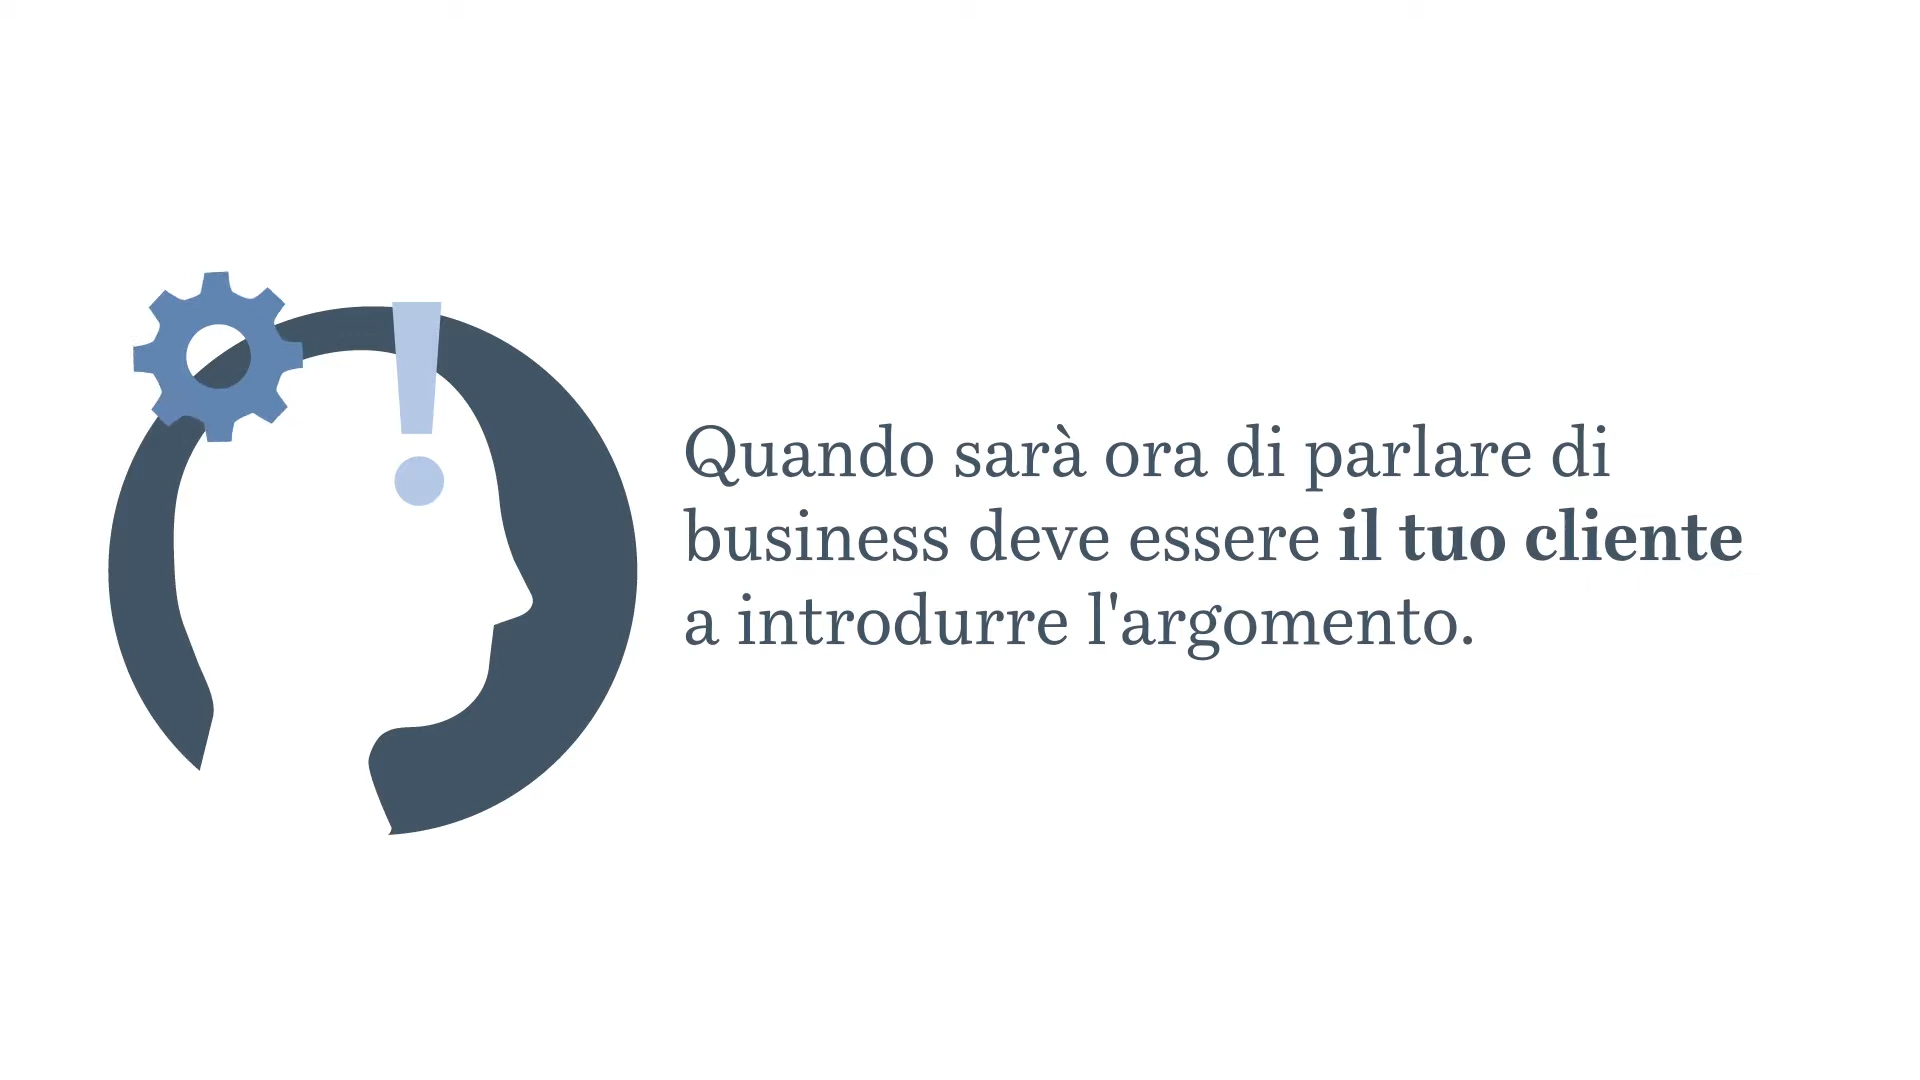 Quando sarà ora di parlare di
business deve essere il tuo cliente
a introdurre l'argomento.